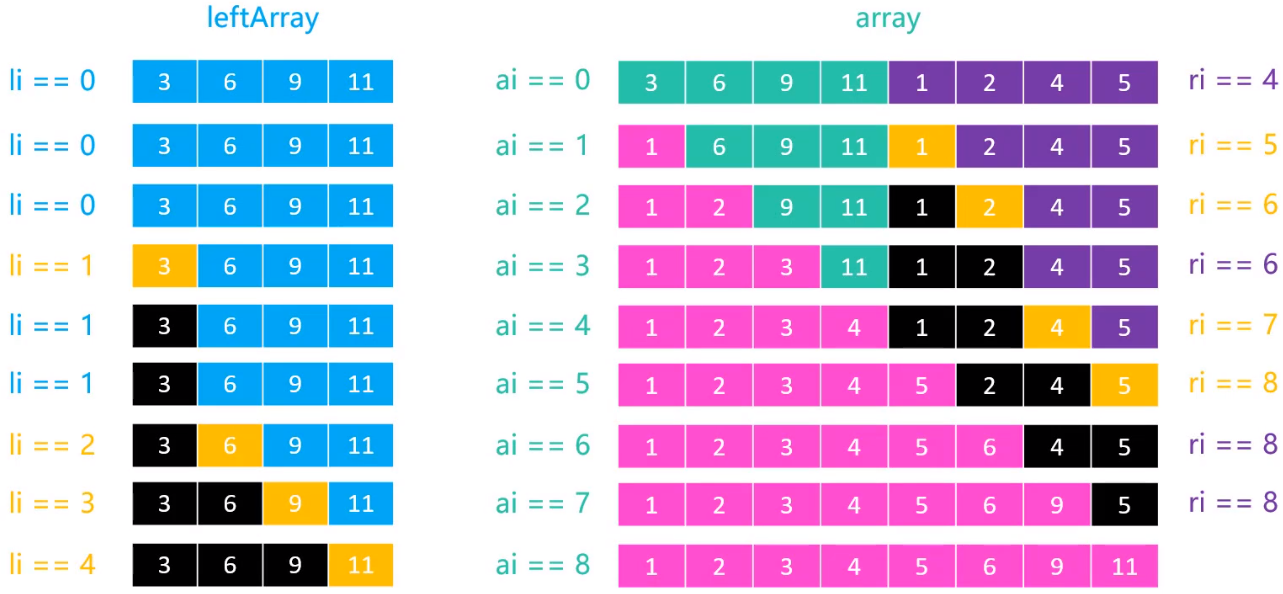 leftArray array
li == 0 3 6 9 11 ai == 0 3 6 9 11 1 2 4 5 ri == 4
li == 0 3 6 9 11 ai == 1 1 6 9 11 1 2 4 5 ri == 5
li == 0 3 6 9 11 ai == 2 1 2 9 11 1 2 4 5 ri == 6
li == 1 3 6 9 11 ai == 3 1 2 3 11 1 2 4 5 ri == 6
li == 1 3 6 9 11 ai == 4 1 2 3 4 1 2 4 5 ri == 7
li == 1 3 6 9 11 ai == 5 1 2 3 4 5 2 4 5 ri == 8
li == 2 3 6 9 11 ai == 6 1 2 3 4 5 6 4 5 ri == 8
li == 3 3 6 9 11 ai == 7 1 2 3 4 5 6 9 5 ri == 8
li == 4 3 6 9 11 ai == 8 1 2 3 4 5 6 9 11